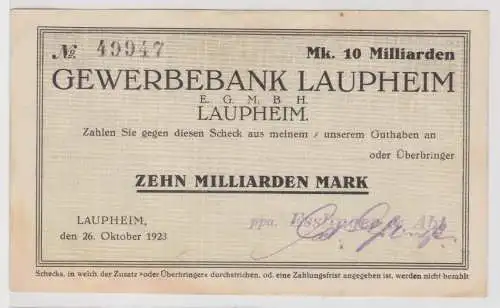 № 49947 Mk. 10 Milliarden
GEWERBEBANK LAUPHEIM
E. G. M. B. H.
LAUPHEIM.
Zahlen Sie gegen diesen Scheck aus meinem / unserem Guthaben an
oder Überbringer
ZEHN MILLIARDEN MARK
LAUPHEIM,
den 26. Oktober 1923
ppa.
Schecks, in welch. der Zusatz »oder Überbringer« durchstrichen, od. eine Zahlungsfrist angegeben ist, werden nicht bezahlt